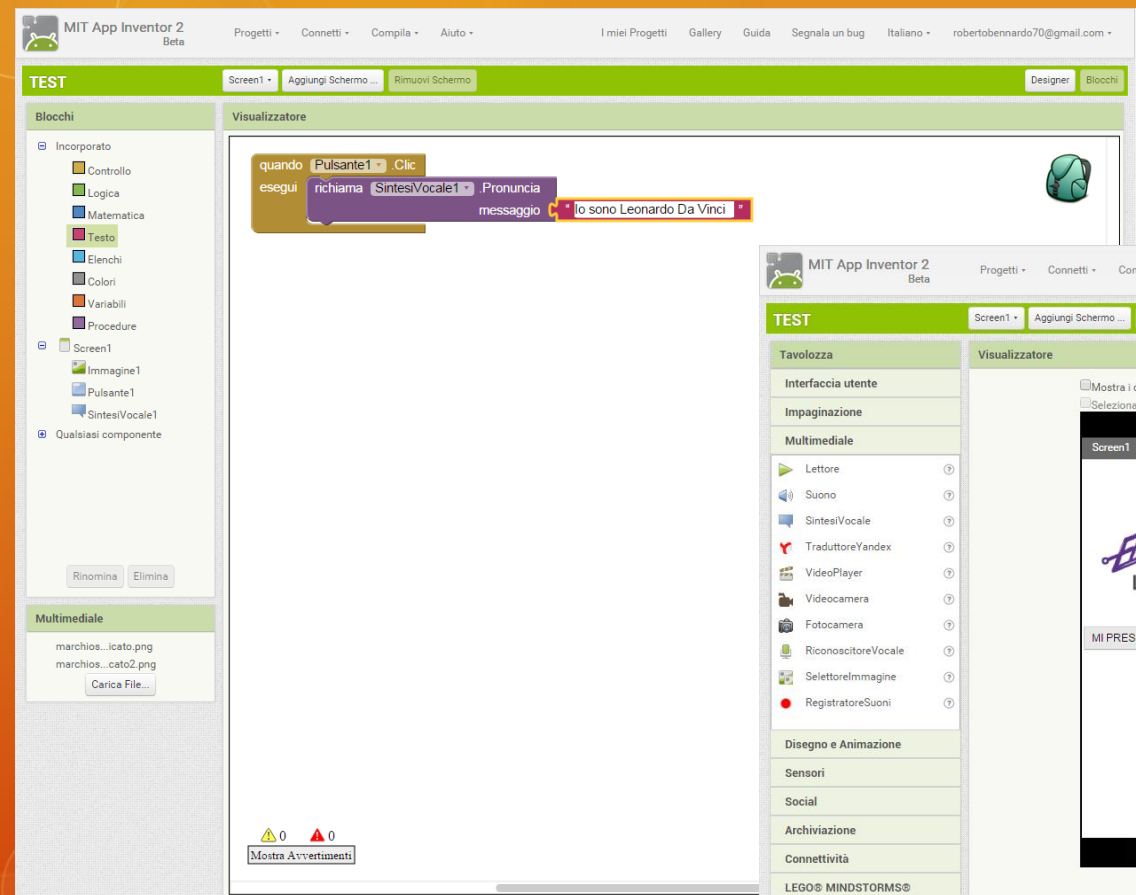 MIT App Inventor 2
Beta
Progetti Connetti Compila Aiuto I miei Progetti Gallery Guida Segnala un bug Italiano robertobennardo70@gmail.com
TEST
Screen1 Aggiungi Schermo ... Rimuovi Schermo Designer Blocchi
Blocchi
Incorporato
Controllo
Logica
Matematica
Testo
Elenchi
Colori
Variabili
Procedure
Screen1
Immagine1
Pulsante1
SintesiVocale1
Qualsiasi componente
Rinomina Elimina
Multimediale
marchios...icato.png
marchios...cato2.png
Carica File...
Visualizzatore
quando Pulsante1 .Clic
esegui richiama SintesiVocale1 .Pronuncia
messaggio " Io sono Leonardo Da Vinci "
0 0
Mostra Avvertimenti
MIT App Inventor 2
Beta
Progetti Connetti
TEST
Screen1 Aggiungi Schermo ...
Tavolozza
Interfaccia utente
Impaginazione
Multimediale
Lettore
Suono
SintesiVocale
TraduttoreYandex
VideoPlayer
Videocamera
Fotocamera
RiconoscitoreVocale
SelettoreImmagine
RegistratoreSuoni
Disegno e Animazione
Sensori
Social
Archiviazione
Connettività
LEGO® MINDSTORMS®
Visualizzatore
Mostra i
Screen1
MI PRES